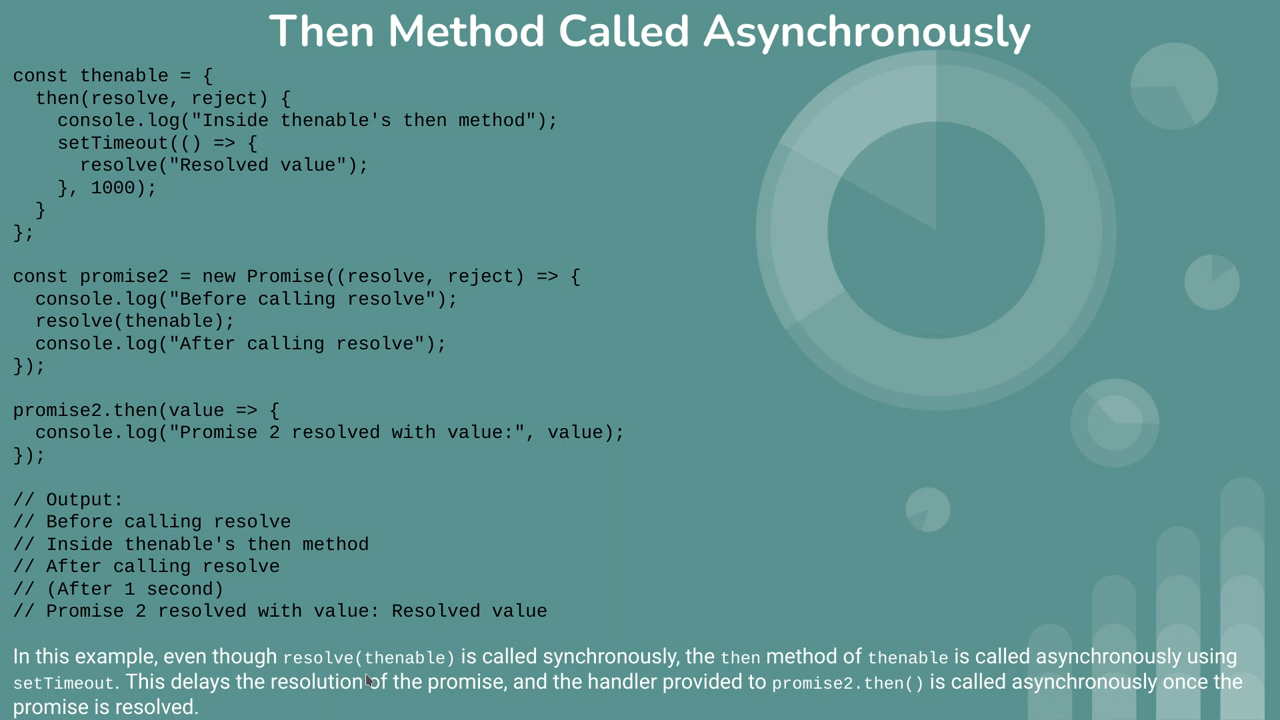 Then Method Called Asynchronously
const thenable = {
  then(resolve, reject) {
    console.log("Inside thenable's then method");
    setTimeout(() => {
      resolve("Resolved value");
    }, 1000);
  }
};

const promise2 = new Promise((resolve, reject) => {
  console.log("Before calling resolve");
  resolve(thenable);
  console.log("After calling resolve");
});

promise2.then(value => {
  console.log("Promise 2 resolved with value:", value);
});

// Output:
// Before calling resolve
// Inside thenable's then method
// After calling resolve
// (After 1 second)
// Promise 2 resolved with value: Resolved value

In this example, even though resolve(thenable) is called synchronously, the then method of thenable is called asynchronously using
setTimeout. This delays the resolution of the promise, and the handler provided to promise2.then() is called asynchronously once the
promise is resolved.